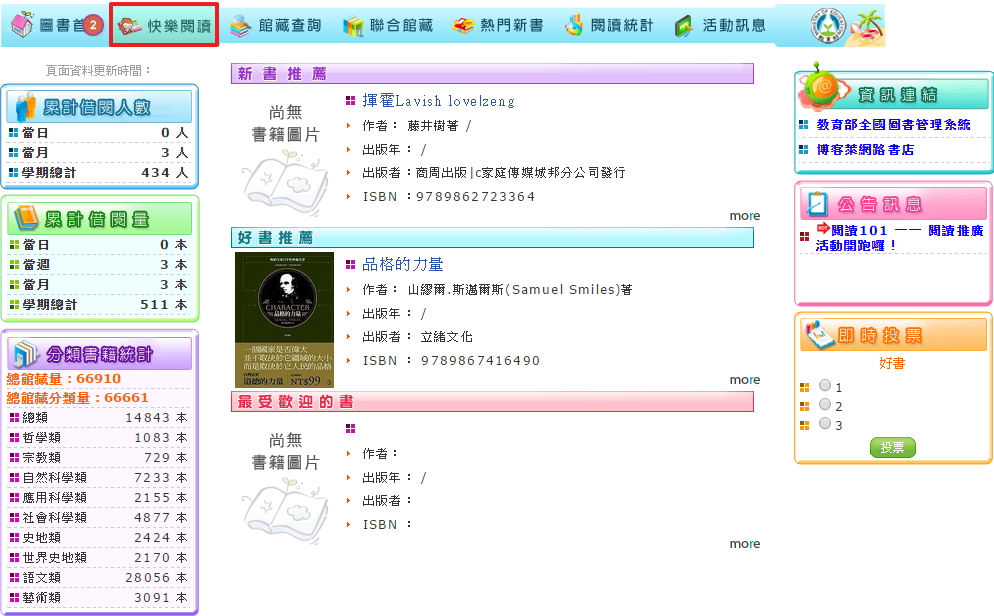 圖書首 2 快樂閱讀 館藏查詢 聯合館藏 熱門新書 閱讀統計 活動訊息
頁面資料更新時間：
累計借閱人數
當日 0 人
當月 3 人
學期總計 434 人
累計借閱量
當日 0 本
當週 3 本
當月 3 本
學期總計 511 本
分類書籍統計
總館藏量：66910
總館藏分類量：66661
總類 14843 本
哲學類 1083 本
宗教類 729 本
自然科學類 7233 本
應用科學類 2155 本
社會科學類 4877 本
史地類 2424 本
世界史地類 2170 本
語文類 28056 本
藝術類 3091 本
新書推薦
尚無
書籍圖片
揮霍Lavish love|zeng
作者： 藤井樹著 /
出版年： /
出版者：商周出版|c家庭傳媒城邦分公司發行
ISBN ：9789862723364
more
好書推薦
CHARACTER
品格的力量
一個國家是否偉大
並不取決於它疆域的大小
而是取決於它人民的品格
道德的力量 NT$99
品格的力量
作者： 山繆爾.斯邁爾斯(Samuel Smiles)著
出版年： /
出版者： 立緒文化
ISBN ： 9789867416490
more
最受歡迎的書
尚無
書籍圖片
作者：
出版年： /
出版者：
ISBN ：
more
資訊連結
教育部全國圖書管理系統
博客萊網路書店
公告訊息
閱讀101 —— 閱讀推廣
活動開跑囉！
即時投票
好書
1
2
3
投票